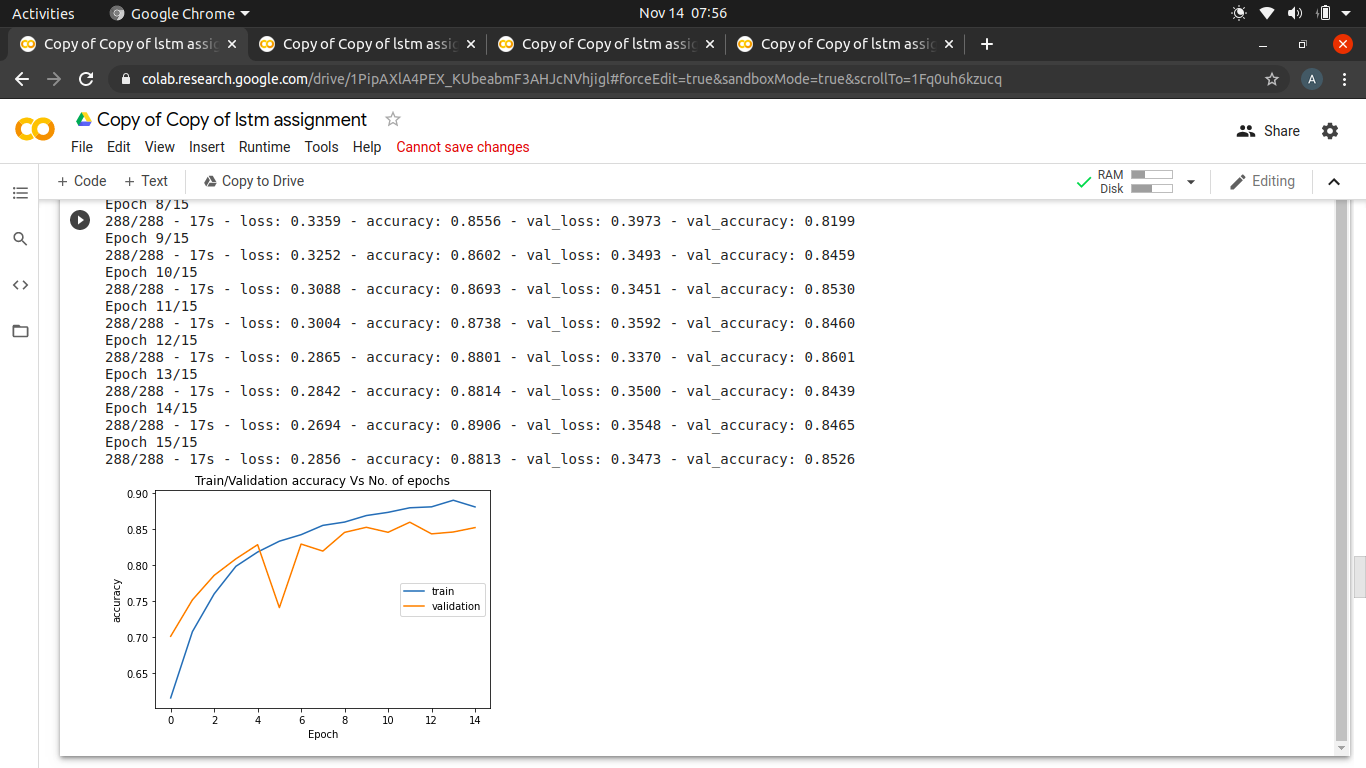 Activities
Google Chrome
Nov 14 07:56
Copy of Copy of lstm assig
Copy of Copy of lstm assig
Copy of Copy of lstm assig
Copy of Copy of lstm assig
colab.research.google.com/drive/1PipAXlA4PEX_KUbeabmF3AHJcNVhjigl#forceEdit=true&sandboxMode=true&scrollTo=1Fq0uh6kzucq
A
Copy of Copy of lstm assignment
Share
File Edit View Insert Runtime Tools Help Cannot save changes
+ Code + Text Copy to Drive
RAM
Disk
Editing
Epoch 8/15
288/288 - 17s - loss: 0.3359 - accuracy: 0.8556 - val_loss: 0.3973 - val_accuracy: 0.8199
Epoch 9/15
288/288 - 17s - loss: 0.3252 - accuracy: 0.8602 - val_loss: 0.3493 - val_accuracy: 0.8459
Epoch 10/15
288/288 - 17s - loss: 0.3088 - accuracy: 0.8693 - val_loss: 0.3451 - val_accuracy: 0.8530
Epoch 11/15
288/288 - 17s - loss: 0.3004 - accuracy: 0.8738 - val_loss: 0.3592 - val_accuracy: 0.8460
Epoch 12/15
288/288 - 17s - loss: 0.2865 - accuracy: 0.8801 - val_loss: 0.3370 - val_accuracy: 0.8601
Epoch 13/15
288/288 - 17s - loss: 0.2842 - accuracy: 0.8814 - val_loss: 0.3500 - val_accuracy: 0.8439
Epoch 14/15
288/288 - 17s - loss: 0.2694 - accuracy: 0.8906 - val_loss: 0.3548 - val_accuracy: 0.8465
Epoch 15/15
288/288 - 17s - loss: 0.2856 - accuracy: 0.8813 - val_loss: 0.3473 - val_accuracy: 0.8526
Train/Validation accuracy Vs No. of epochs
0.90
0.85
0.80
0.75
0.70
0.65
accuracy
train
validation
0 2 4 6 8 10 12 14
Epoch